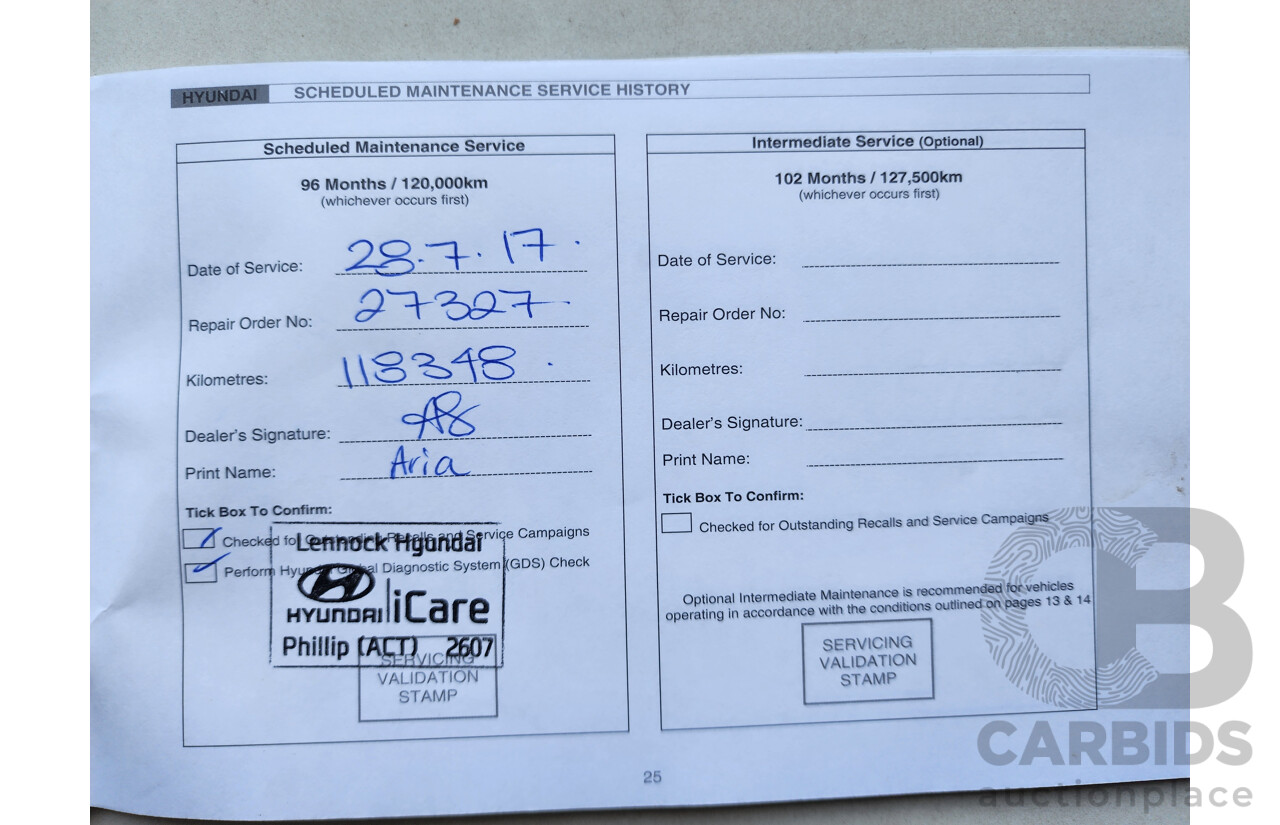 HYUNDAI SCHEDULED MAINTENANCE SERVICE HISTORY
Scheduled Maintenance Service
96 Months / 120,000km
(whichever occurs first)
Date of Service: 28.7.17.
Repair Order No: 27327.
Kilometres: 118348.
Dealer's Signature:
Print Name: Aria
Tick Box To Confirm:
Checked for Outstanding Recalls and Service Campaigns
Perform Hyundai Global Diagnostic System (GDS) Check
Lennock Hyundai
HYUNDAI iCare
Phillip (ACT) 2607
SERVICING
VALIDATION
STAMP
Intermediate Service (Optional)
102 Months / 127,500km
(whichever occurs first)
Date of Service:
Repair Order No:
Kilometres:
Dealer's Signature:
Print Name:
Tick Box To Confirm:
Checked for Outstanding Recalls and Service Campaigns
Optional Intermediate Maintenance is recommended for vehicles
operating in accordance with the conditions outlined on pages 13 & 14
SERVICING
VALIDATION
STAMP
25
CB
CARBIDS
auctionplace